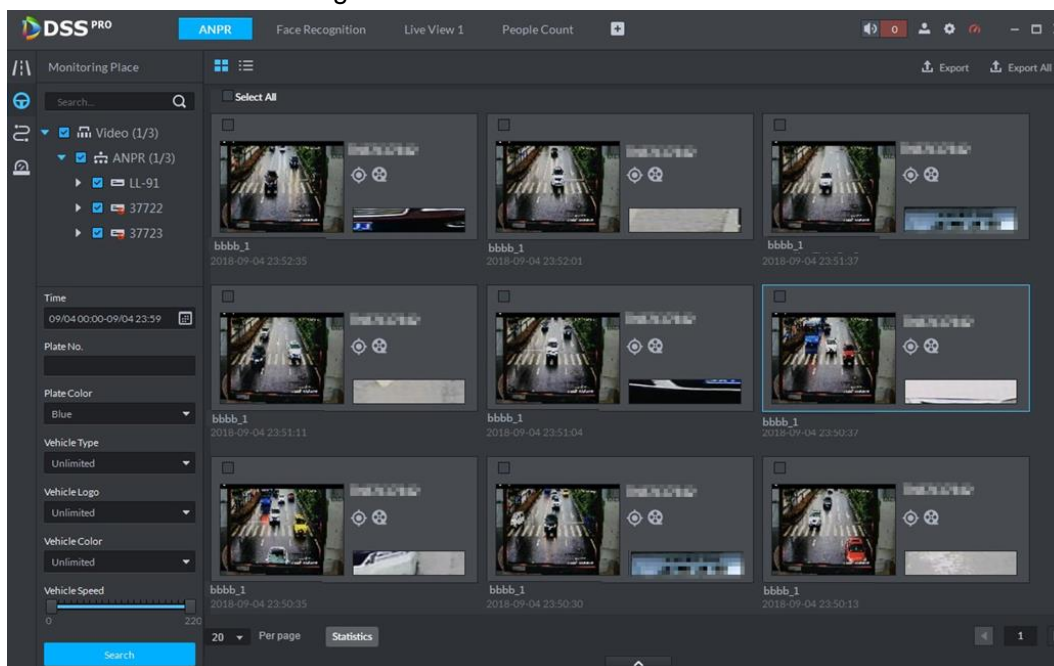 DSS PRO
ANPR
Face Recognition
Live View 1
People Count
0
Monitoring Place
Export
Export All
Search...
Select All
Video (1/3)
ANPR (1/3)
LL-91
37722
37723
bbbb_1
2018-09-04 23:52:35
bbbb_1
2018-09-04 23:52:01
bbbb_1
2018-09-04 23:51:37
Time
09/04 00:00-09/04 23:59
Plate No.
Plate Color
Blue
Vehicle Type
Unlimited
Vehicle Logo
Unlimited
Vehicle Color
Unlimited
Vehicle Speed
0
220
Search
bbbb_1
2018-09-04 23:51:11
bbbb_1
2018-09-04 23:51:04
bbbb_1
2018-09-04 23:50:37
bbbb_1
2018-09-04 23:50:35
bbbb_1
2018-09-04 23:50:30
bbbb_1
2018-09-04 23:50:13
20
Per page
Statistics
1